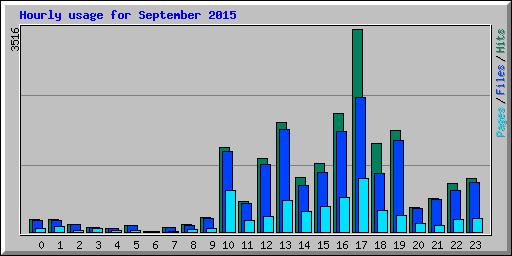 Hourly usage for September 2015
3516
Pages / Files / Hits
0 1 2 3 4 5 6 7 8 9 10 11 12 13 14 15 16 17 18 19 20 21 22 23